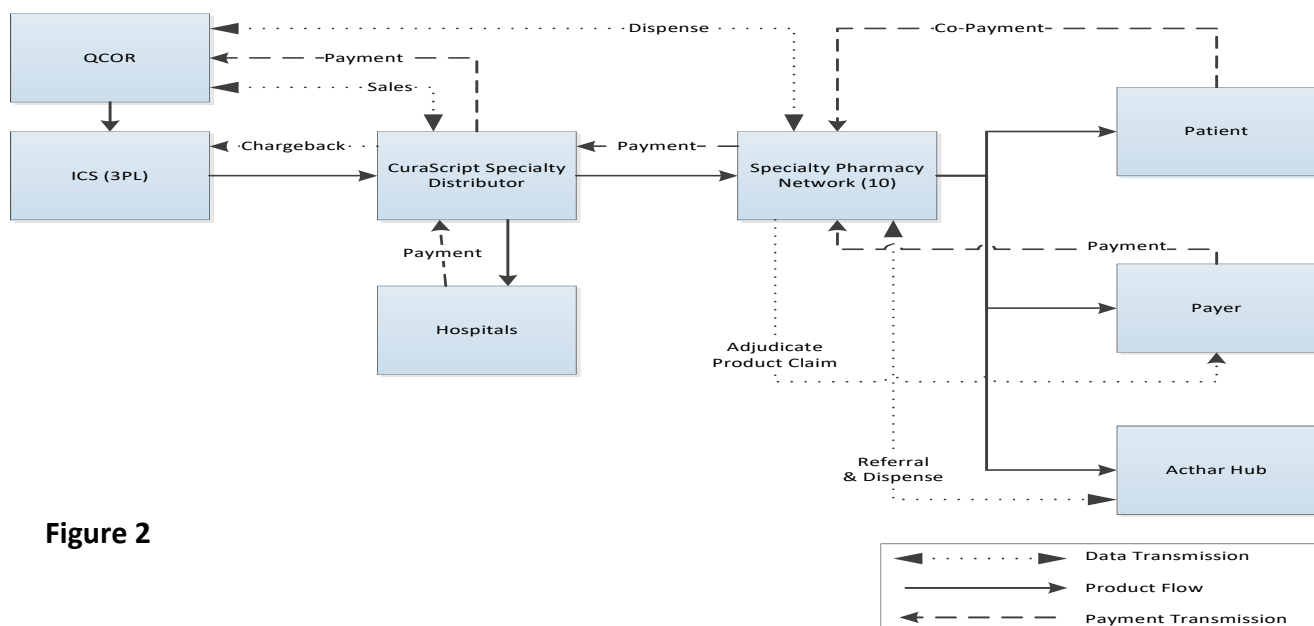 Dispense
Co-Payment
QCOR
Payment
Sales
Patient
Chargeback
Payment
ICS (3PL)
CuraScript Specialty
Distributor
Specialty Pharmacy
Network (10)
Payment
Payment
Hospitals
Payer
Adjudicate
Product Claim
Referral
& Dispense
Acthar Hub
Figure 2
Data Transmission
Product Flow
Payment Transmission